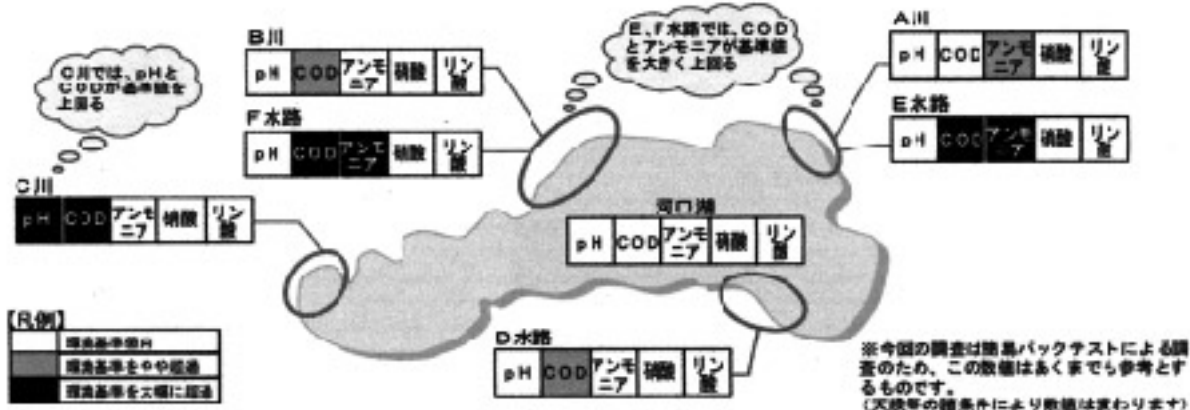 B川
pH COD アンモニア 硝酸 リン酸
F水路
pH COD アンモニア 硝酸 リン酸
C川では、pHと
CODが基準値を
上回る
C川
pH COD アンモニア 硝酸 リン酸
E、F水路では、COD
とアンモニアが基準値
を大きく上回る
A川
pH COD アンモニア 硝酸 リン酸
E水路
pH COD アンモニア 硝酸 リン酸
河口湖
pH COD アンモニア 硝酸 リン酸
D水路
pH COD アンモニア 硝酸 リン酸
【凡例】
環境基準値内
環境基準をやや超過
環境基準を大幅に超過
※今回の調査は簡易パックテストによる調
査のため、この数値はあくまでも参考とす
るものです。
(天候等の諸条件により数値は変わります)